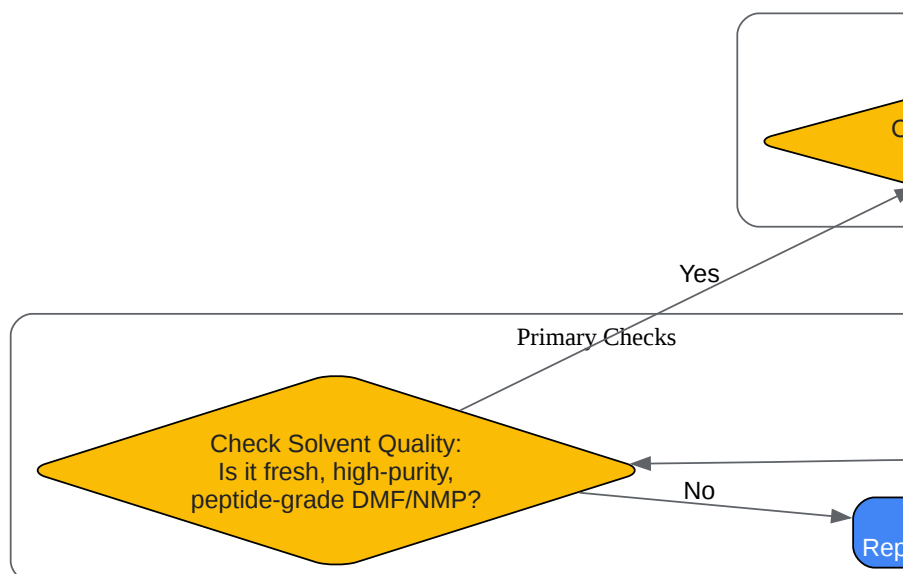 Yes
Primary Checks
Check Solvent Quality:
Is it fresh, high-purity,
peptide-grade DMF/NMP?
No